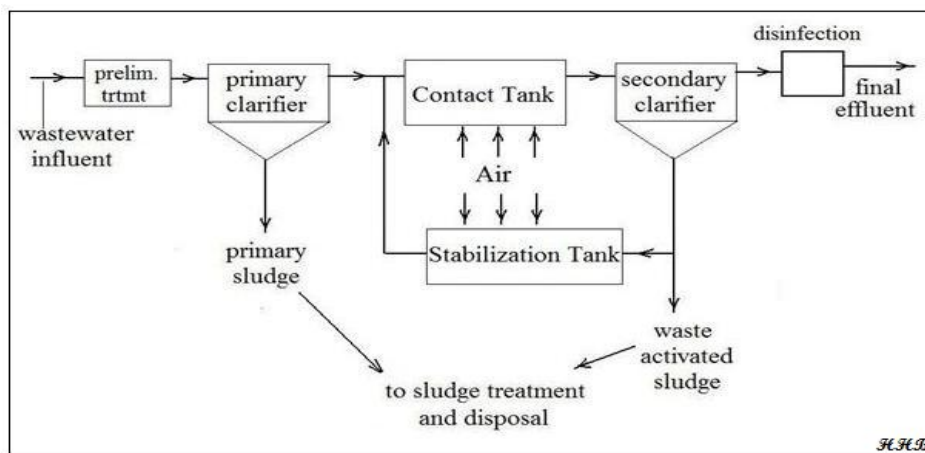 disinfection
prelim.
trtmt
primary
clarifier
Contact Tank
secondary
clarifier
final
effluent
wastewater
influent
Air
primary
sludge
Stabilization Tank
waste
activated
sludge
to sludge treatment
and disposal
HHB